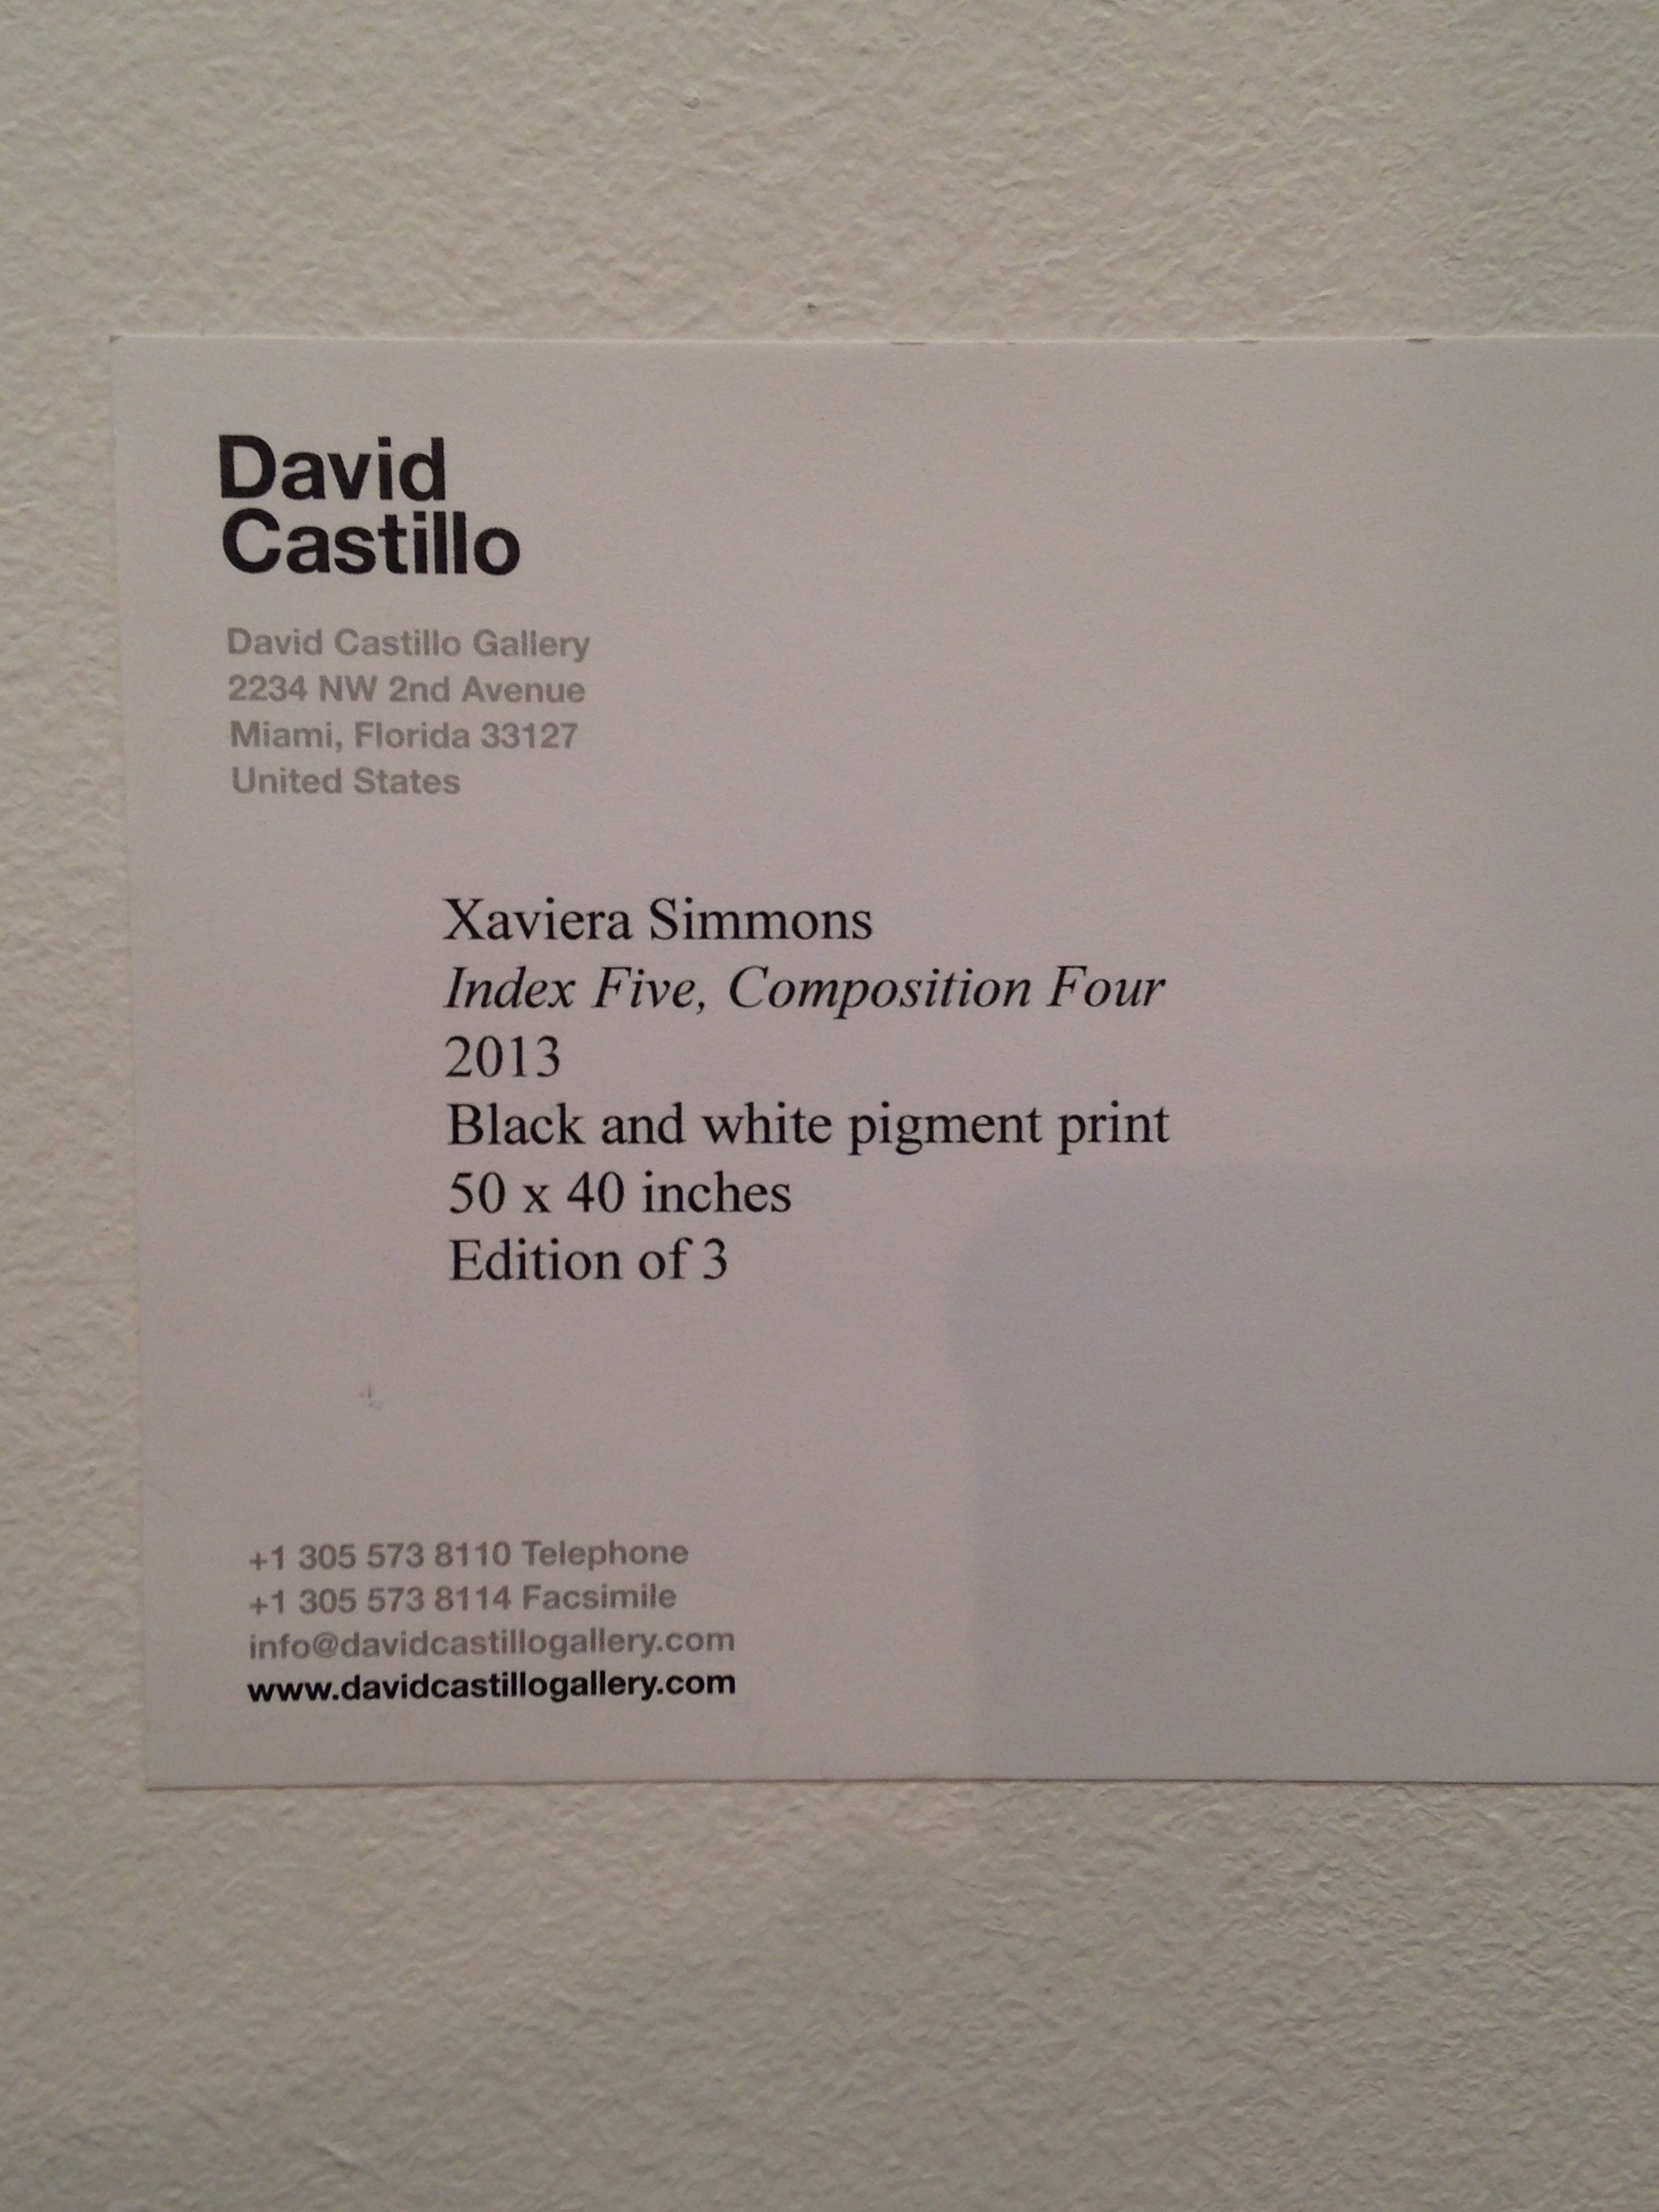 David
Castillo
David Castillo Gallery
2234 NW 2nd Avenue
Miami, Florida 33127
United States
Xaviera Simmons
Index Five, Composition Four
2013
Black and white pigment print
50 x 40 inches
Edition of 3
+1 305 573 8110 Telephone
+1 305 573 8114 Facsimile
info@davidcastillogallery.com
www.davidcastillogallery.com